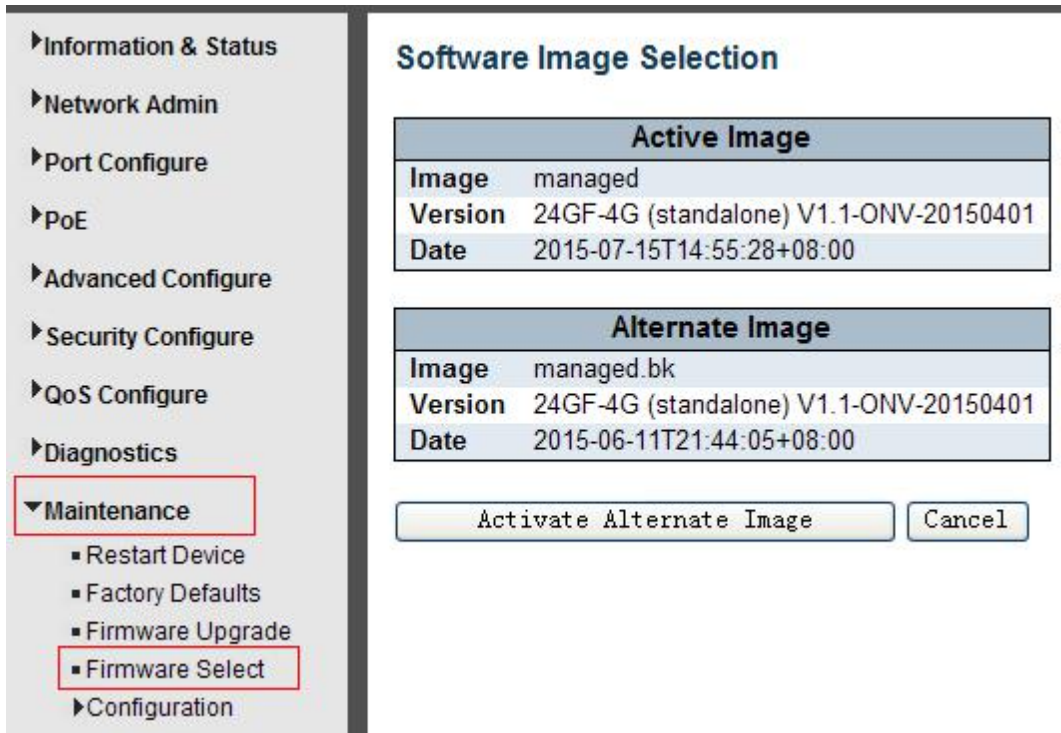 Information & Status
Network Admin
Port Configure
PoE
Advanced Configure
Security Configure
QoS Configure
Diagnostics
Maintenance
Restart Device
Factory Defaults
Firmware Upgrade
Firmware Select
Configuration
Software Image Selection
Active Image
Image managed
Version 24GF-4G (standalone) V1.1-ONV-20150401
Date 2015-07-15T14:55:28+08:00
Alternate Image
Image managed.bk
Version 24GF-4G (standalone) V1.1-ONV-20150401
Date 2015-06-11T21:44:05+08:00
Activate Alternate Image Cancel